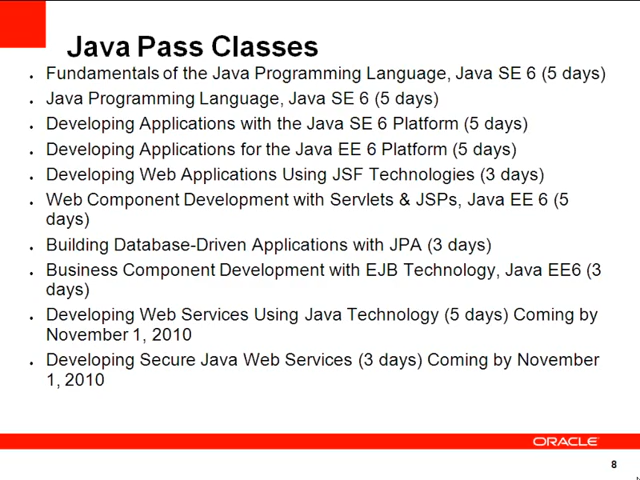 Java Pass Classes
• Fundamentals of the Java Programming Language, Java SE 6 (5 days)
• Java Programming Language, Java SE 6 (5 days)
• Developing Applications with the Java SE 6 Platform (5 days)
• Developing Applications for the Java EE 6 Platform (5 days)
• Developing Web Applications Using JSF Technologies (3 days)
• Web Component Development with Servlets & JSPs, Java EE 6 (5
days)
• Building Database-Driven Applications with JPA (3 days)
• Business Component Development with EJB Technology, Java EE6 (3
days)
• Developing Web Services Using Java Technology (5 days) Coming by
November 1, 2010
• Developing Secure Java Web Services (3 days) Coming by November
1, 2010
ORACLE
8